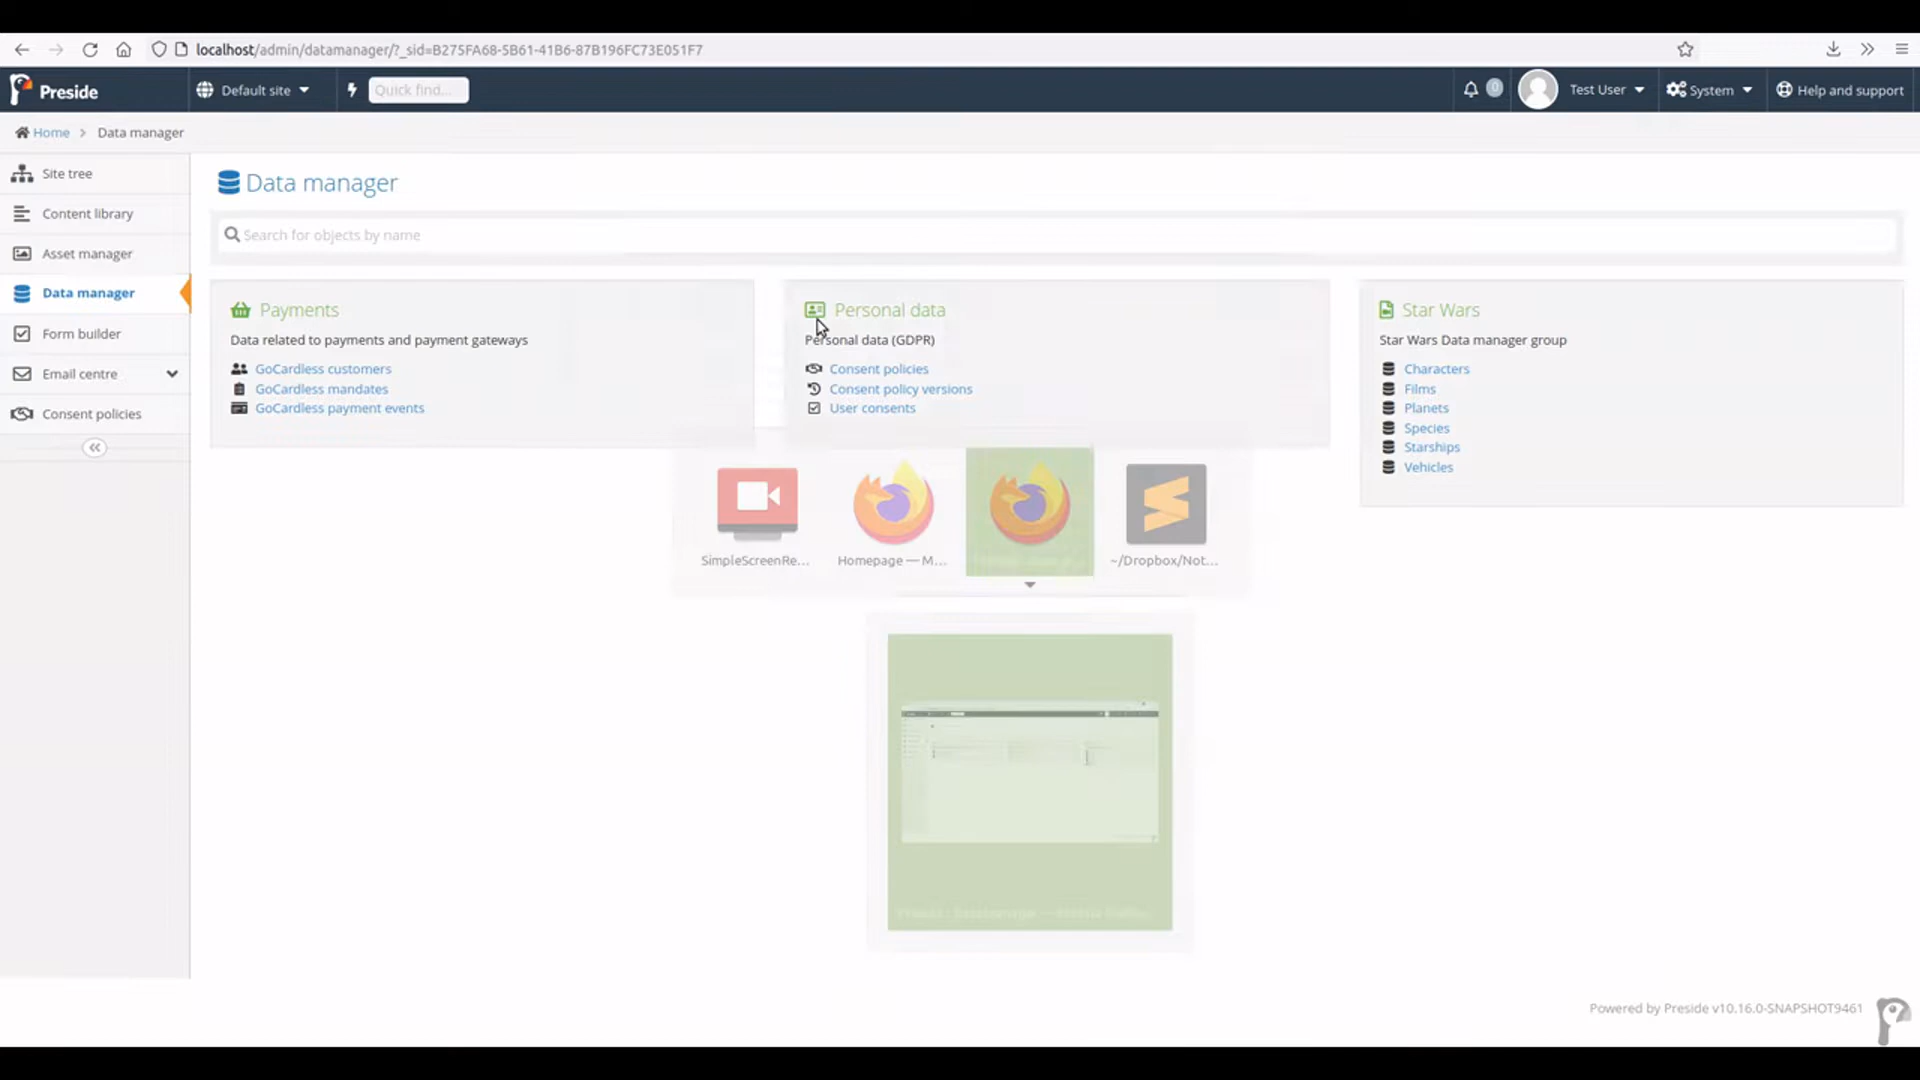 localhost/admin/datamanager/?_sid=B275FA68-5B61-41B6-87B196FC73E051F7
Preside
Default site
Quick find...
0
Test User
System
Help and support
Home > Data manager
Site tree
Content library
Asset manager
Data manager
Form builder
Email centre
Consent policies
Data manager
Search for objects by name
Payments
Data related to payments and payment gateways
GoCardless customers
GoCardless mandates
GoCardless payment events
Personal data
Personal data (GDPR)
Consent policies
Consent policy versions
User consents
Star Wars
Star Wars Data manager group
Characters
Films
Planets
Species
Starships
Vehicles
SimpleScreenRe...
Homepage — M...
~/Dropbox/Not...
Powered by Preside v10.16.0-SNAPSHOT9461